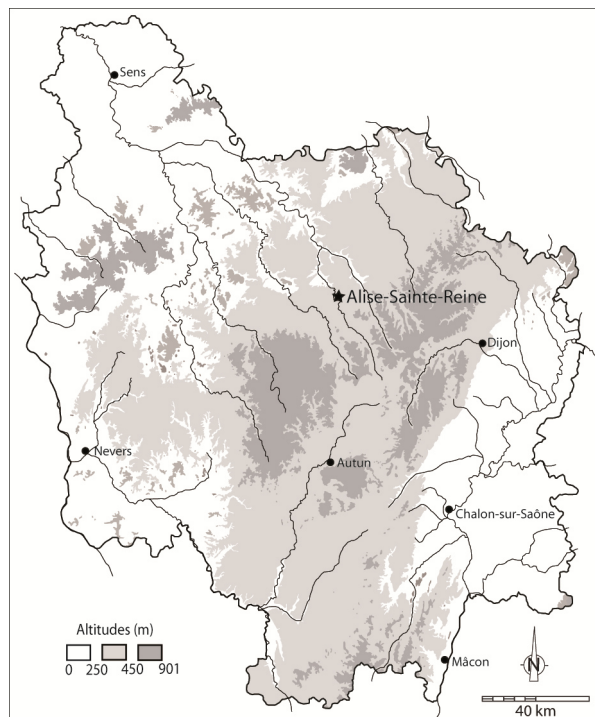 Sens
Alise-Sainte-Reine
Dijon
Nevers
Autun
Chalon-sur-Saône
Altitudes (m)
0 250 450 901
Mâcon
N
40 km